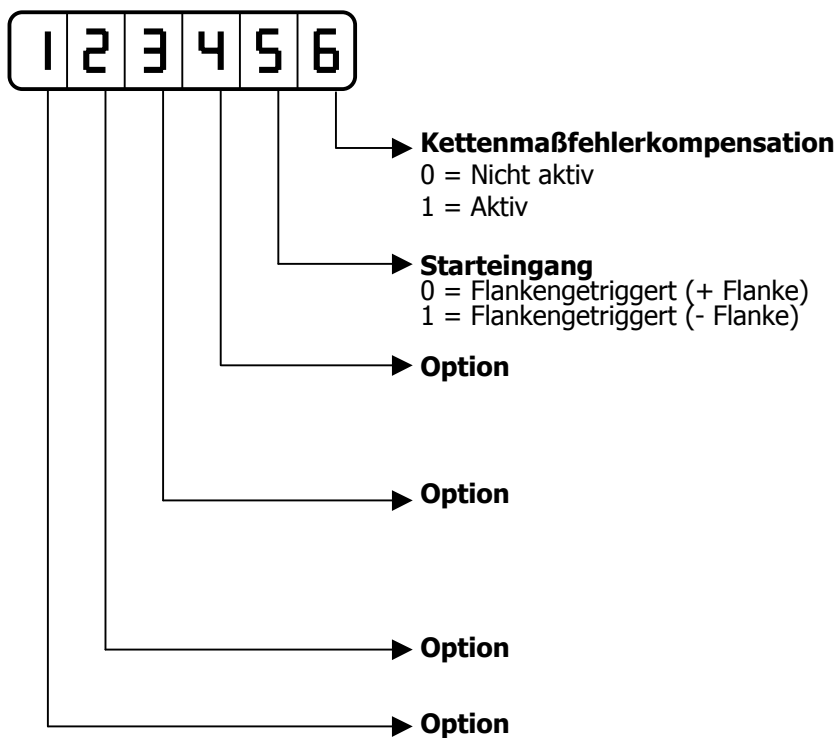 1 2 3 4 5 6
Kettenmaßfehlerkompensation
0 = Nicht aktiv
1 = Aktiv
Starteingang
0 = Flankengetriggert (+ Flanke)
1 = Flankengetriggert (- Flanke)
Option
Option
Option
Option